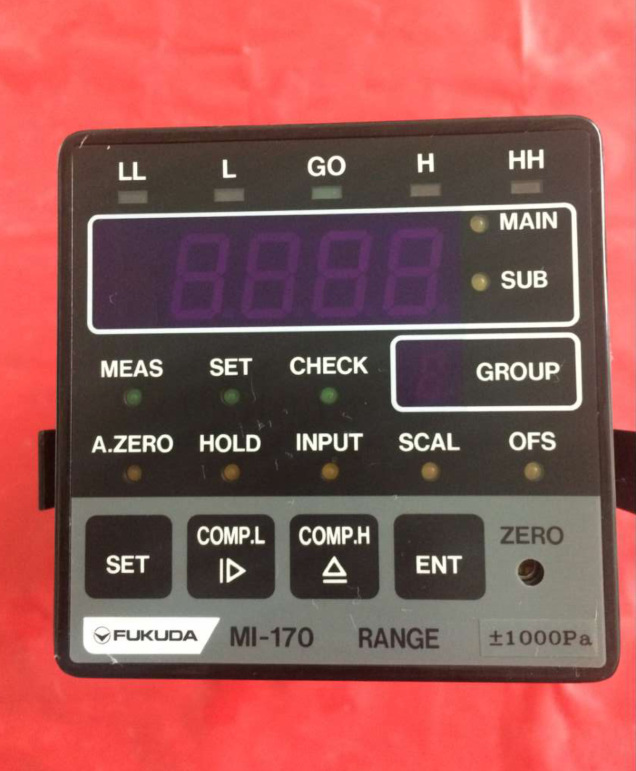 LL L GO H HH
MAIN
SUB
MEAS SET CHECK GROUP
A.ZERO HOLD INPUT SCAL OFS
SET COMP.L COMP.H ENT ZERO
FUKUDA MI-170 RANGE ±1000Pa